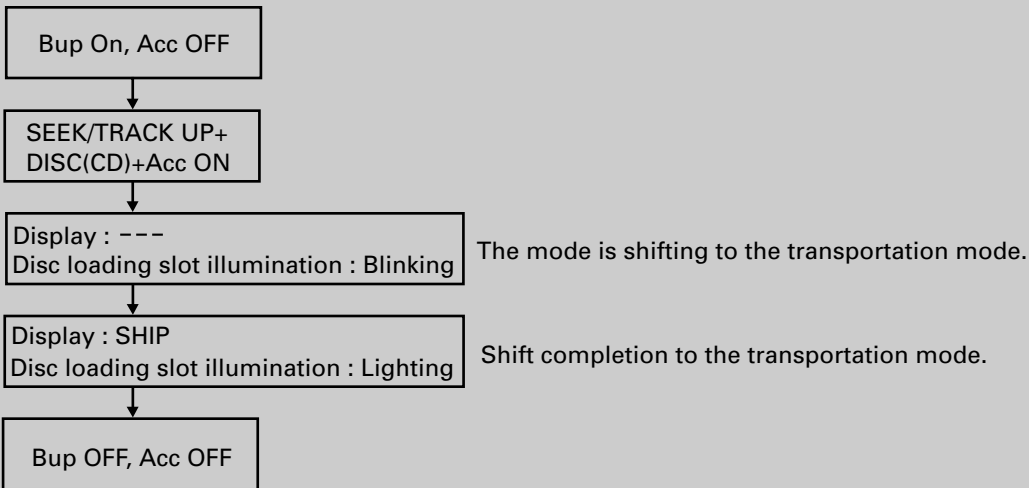 Bup On, Acc OFF
SEEK/TRACK UP+
DISC(CD)+Acc ON
Display : ---
Disc loading slot illumination : Blinking
The mode is shifting to the transportation mode.
Display : SHIP
Disc loading slot illumination : Lighting
Shift completion to the transportation mode.
Bup OFF, Acc OFF